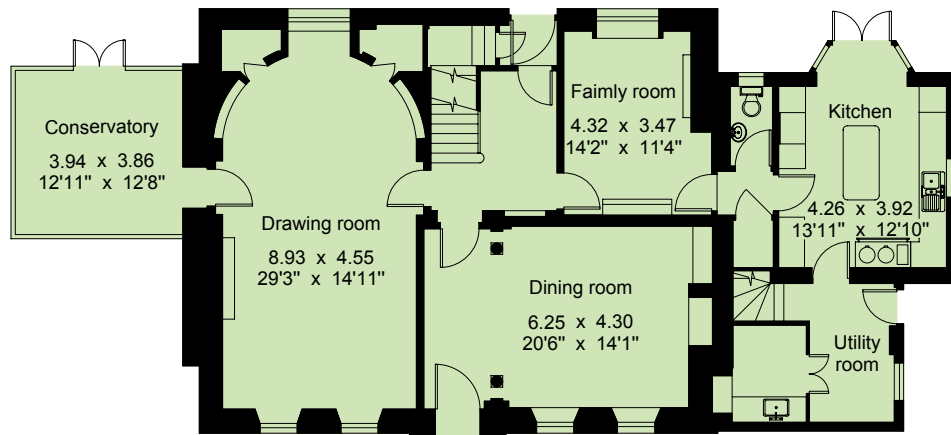 Conservatory
3.94 x 3.86
12'11" x 12'8"
Drawing room
8.93 x 4.55
29'3" x 14'11"
Faimly room
4.32 x 3.47
14'2" x 11'4"
Kitchen
4.26 x 3.92
13'11" x 12'10"
Dining room
6.25 x 4.30
20'6" x 14'1"
Utility
room